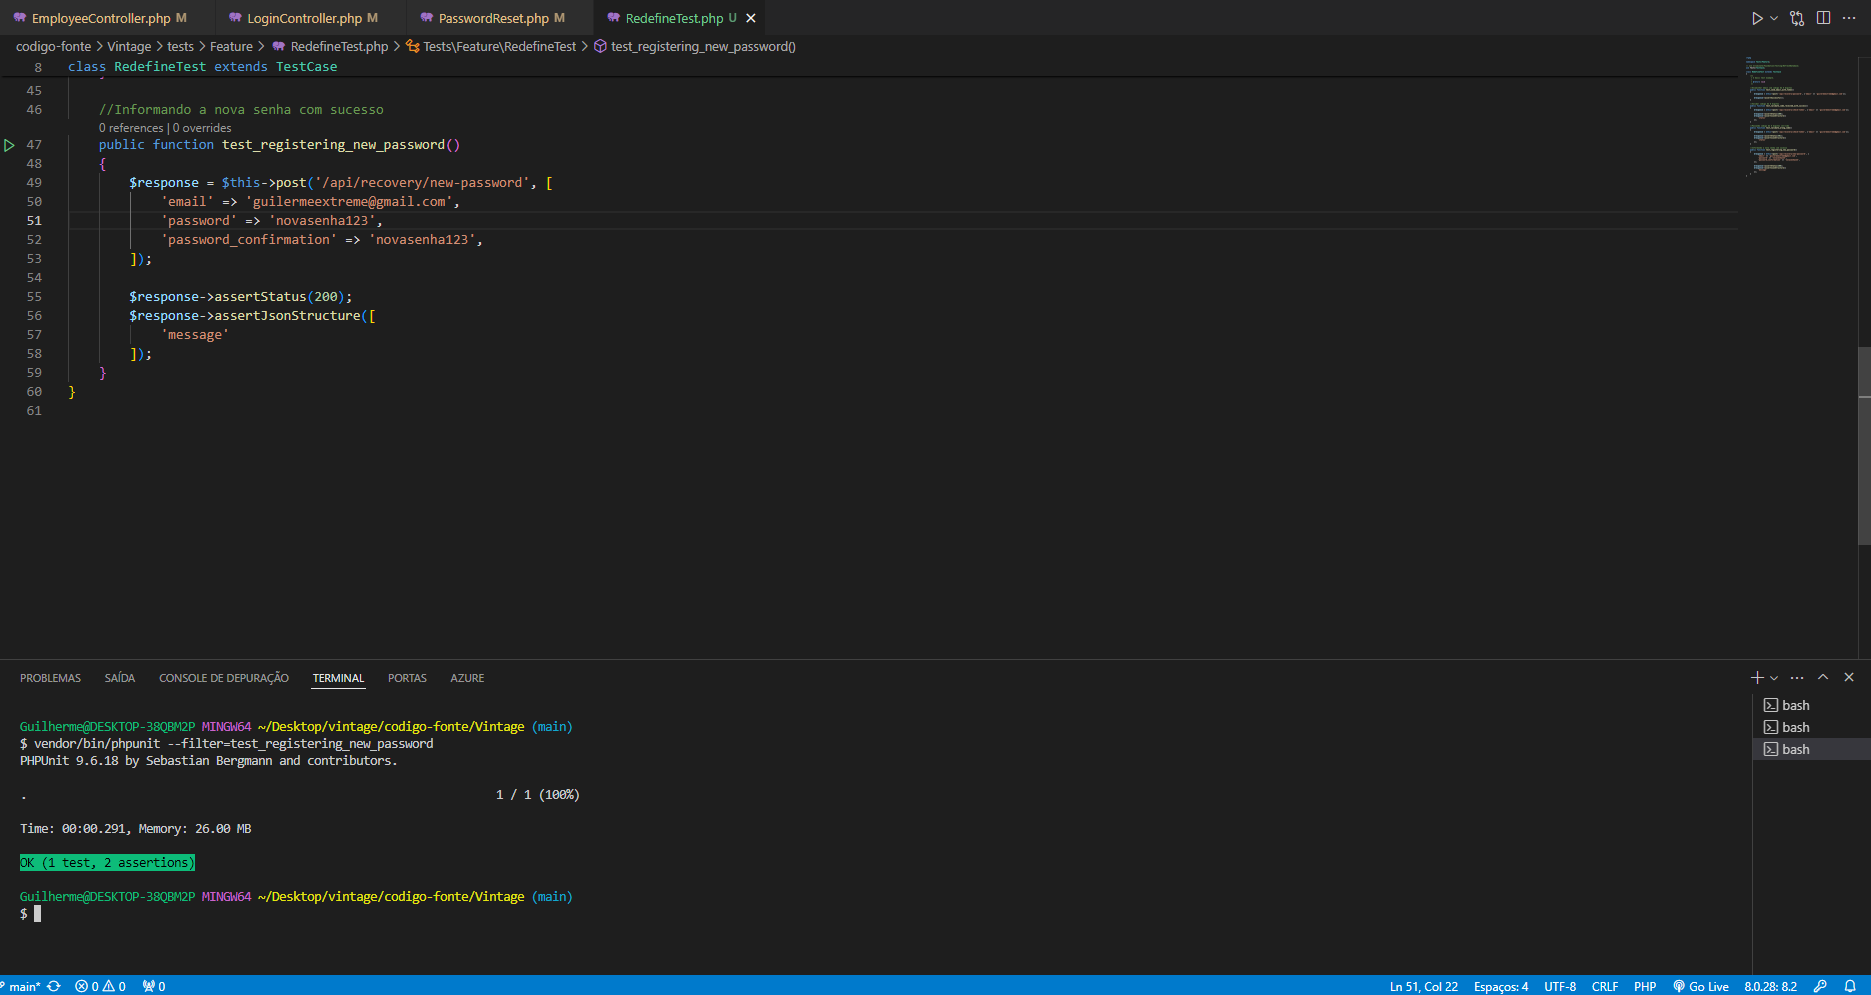 EmployeeController.php M LoginController.php M PasswordReset.php M RedefineTest.php U
codigo-fonte > Vintage > tests > Feature > RedefineTest.php > Tests\Feature\RedefineTest > test_registering_new_password()
8 class RedefineTest extends TestCase
45
46 //Informando a nova senha com sucesso
0 references | 0 overrides
47 public function test_registering_new_password()
48 {
49 $response = $this->post('/api/recovery/new-password', [
50 'email' => 'guilermeextreme@gmail.com',
51 'password' => 'novasenha123',
52 'password_confirmation' => 'novasenha123',
53 ]);
54
55 $response->assertStatus(200);
56 $response->assertJsonStructure([
57 'message'
58 ]);
59 }
60 }
61
PROBLEMAS SAÍDA CONSOLE DE DEPURAÇÃO TERMINAL PORTAS AZURE
Guilherme@DESKTOP-38QBM2P MINGW64 ~/Desktop/vintage/codigo-fonte/Vintage (main)
$ vendor/bin/phpunit --filter=test_registering_new_password
PHPUnit 9.6.18 by Sebastian Bergmann and contributors.
. 1 / 1 (100%)
Time: 00:00.291, Memory: 26.00 MB
OK (1 test, 2 assertions)
Guilherme@DESKTOP-38QBM2P MINGW64 ~/Desktop/vintage/codigo-fonte/Vintage (main)
$
bash
bash
bash
main* 0 0 0 Ln 51, Col 22 Espaços: 4 UTF-8 CRLF PHP Go Live 8.0.28: 8.2